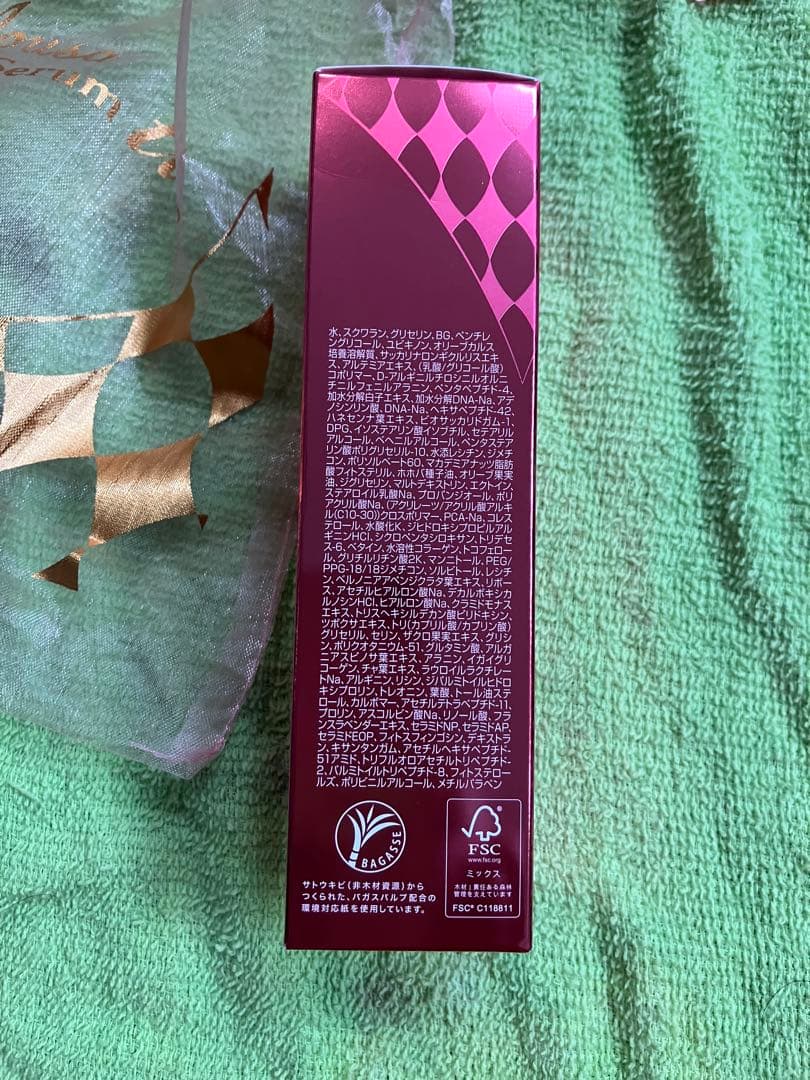 Serum
水、スクワラン、グリセリン、BG、ペンチレ
ングリコール、ユビキノン、オリーブカルス
培養溶解質、サッカリナロンギクルリスエキ
ス、アルテミアエキス、(乳酸/グリコール酸)
コポリマー、D-アルギニルチロシニルオルニ
チニルフェニルアラニン、ペンタペプチド-4、
加水分解白子エキス、加水分解DNA-Na、アデ
ノシンリン酸、DNA-Na、ヘキサペプチド-42、
ハネセンナ葉エキス、ビオサッカリドガム-1、
DPG、イソステアリン酸イソプチル、セテアリル
アルコール、ベヘニルアルコール、ペンタステア
リン酸ポリグリセリル-10、水添レシチン、ジメチ
コン、ポリソルベート60、マカデミアナッツ脂肪
酸フィトステリル、ホホバ種子油、オリーブ果実
油、ジグリセリン、マルトデキストリン、エクトイン、
ステアロイル乳酸Na、プロパンジオール、ポリ
アクリル酸Na、(アクリレーツ/アクリル酸アルキ
ル(C10-30))クロスポリマー、PCA-Na、コレス
テロール、水酸化K、ジヒドロキシプロピルアル
ギニンHCl、シクロペンタシロキサン、トリデセ
ス-6、ベタイン、水溶性コラーゲン、トコフェロー
ル、グリチルリチン酸2K、マンニトール、PEG/
PPG-18/18ジメチコン、ソルビトール、レシチ
ン、ベルノニアアペンジクラタ葉エキス、リボー
ス、アセチルヒアルロン酸Na、デカルボキシカ
ルノシンHCl、ヒアルロン酸Na、クラミドモナス
エキス、トリスヘキシルデカン酸ピリドキシン、
ツボクサエキス、トリ(カプリル酸/カプリン酸)
グリセリル、セリン、ザクロ果実エキス、グリシ
ン、ポリクオタニウム-51、グルタミン酸、アルガ
ニアスピノサ葉エキス、アラニン、イガイグリ
コーゲン、チャ葉エキス、ラウロイルラクチレー
トNa、アルギニン、リシン、ジパルミトイルヒドロ
キシプロリン、トレオニン、葉酸、トール油ステ
ロール、カルボマー、アセチルテトラペプチド-11、
プロリン、アスコルビン酸Na、リノール酸、フラ
ンスラベンダーエキス、セラミドNP、セラミドAP、
セラミドEOP、フィトスフィンゴシン、デキストラ
ン、キサンタンガム、アセチルヘキサペプチド-
51アミド、トリフルオロアセチルトリペプチド-
2、パルミトイルトリペプチド-8、フィトステロー
ルズ、ポリビニルアルコール、メチルパラベン
BAGASSE
サトウキビ(非木材資源)から
つくられた、バガスパルプ配合の
環境対応紙を使用しています。
FSC
www.fsc.org
ミックス
木材|責任ある森林
管理を支えています
FSC® C118811